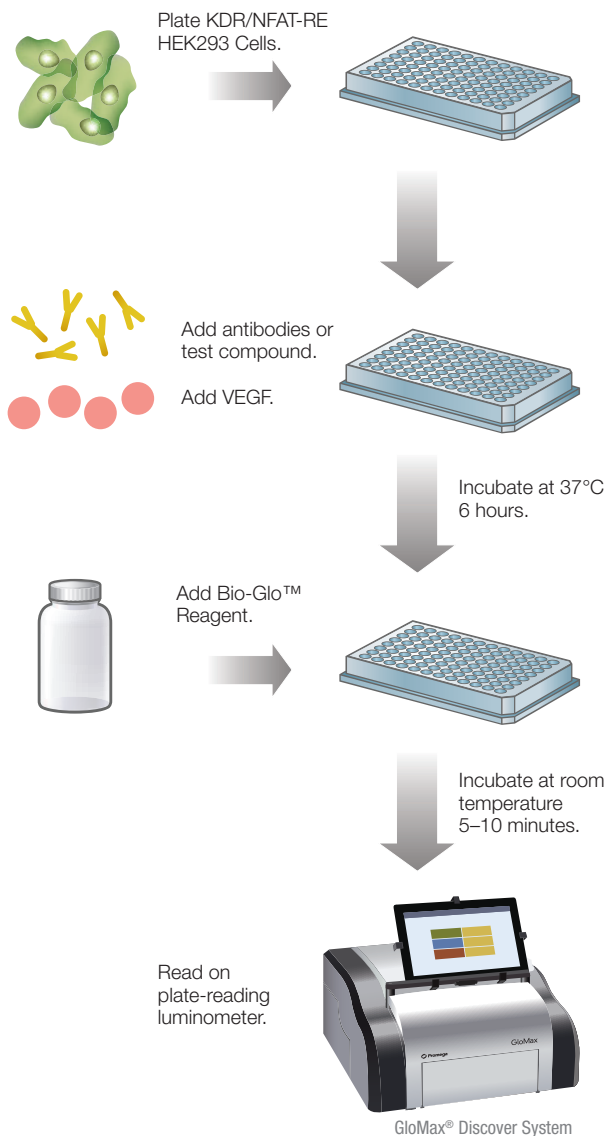 Plate KDR/NFAT-RE
HEK293 Cells.
Add antibodies or
test compound.
Add VEGF.
Incubate at 37°C
6 hours.
Add Bio-Glo™
Reagent.
Incubate at room
temperature
5–10 minutes.
Read on
plate-reading
luminometer.
Promega
GloMax
GloMax® Discover System